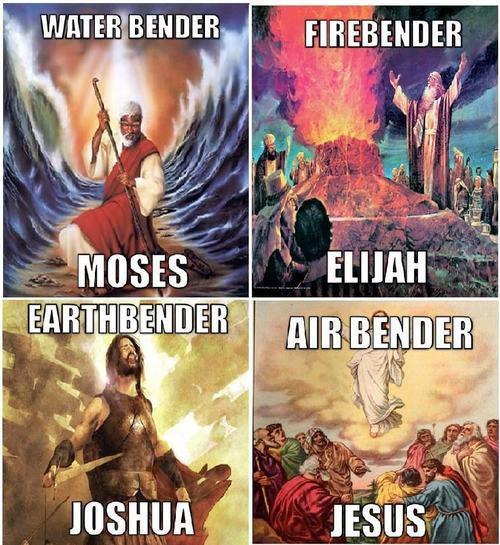 WATER BENDER
MOSES
FIREBENDER
ELIJAH
EARTHBENDER
JOSHUA
AIR BENDER
JESUS